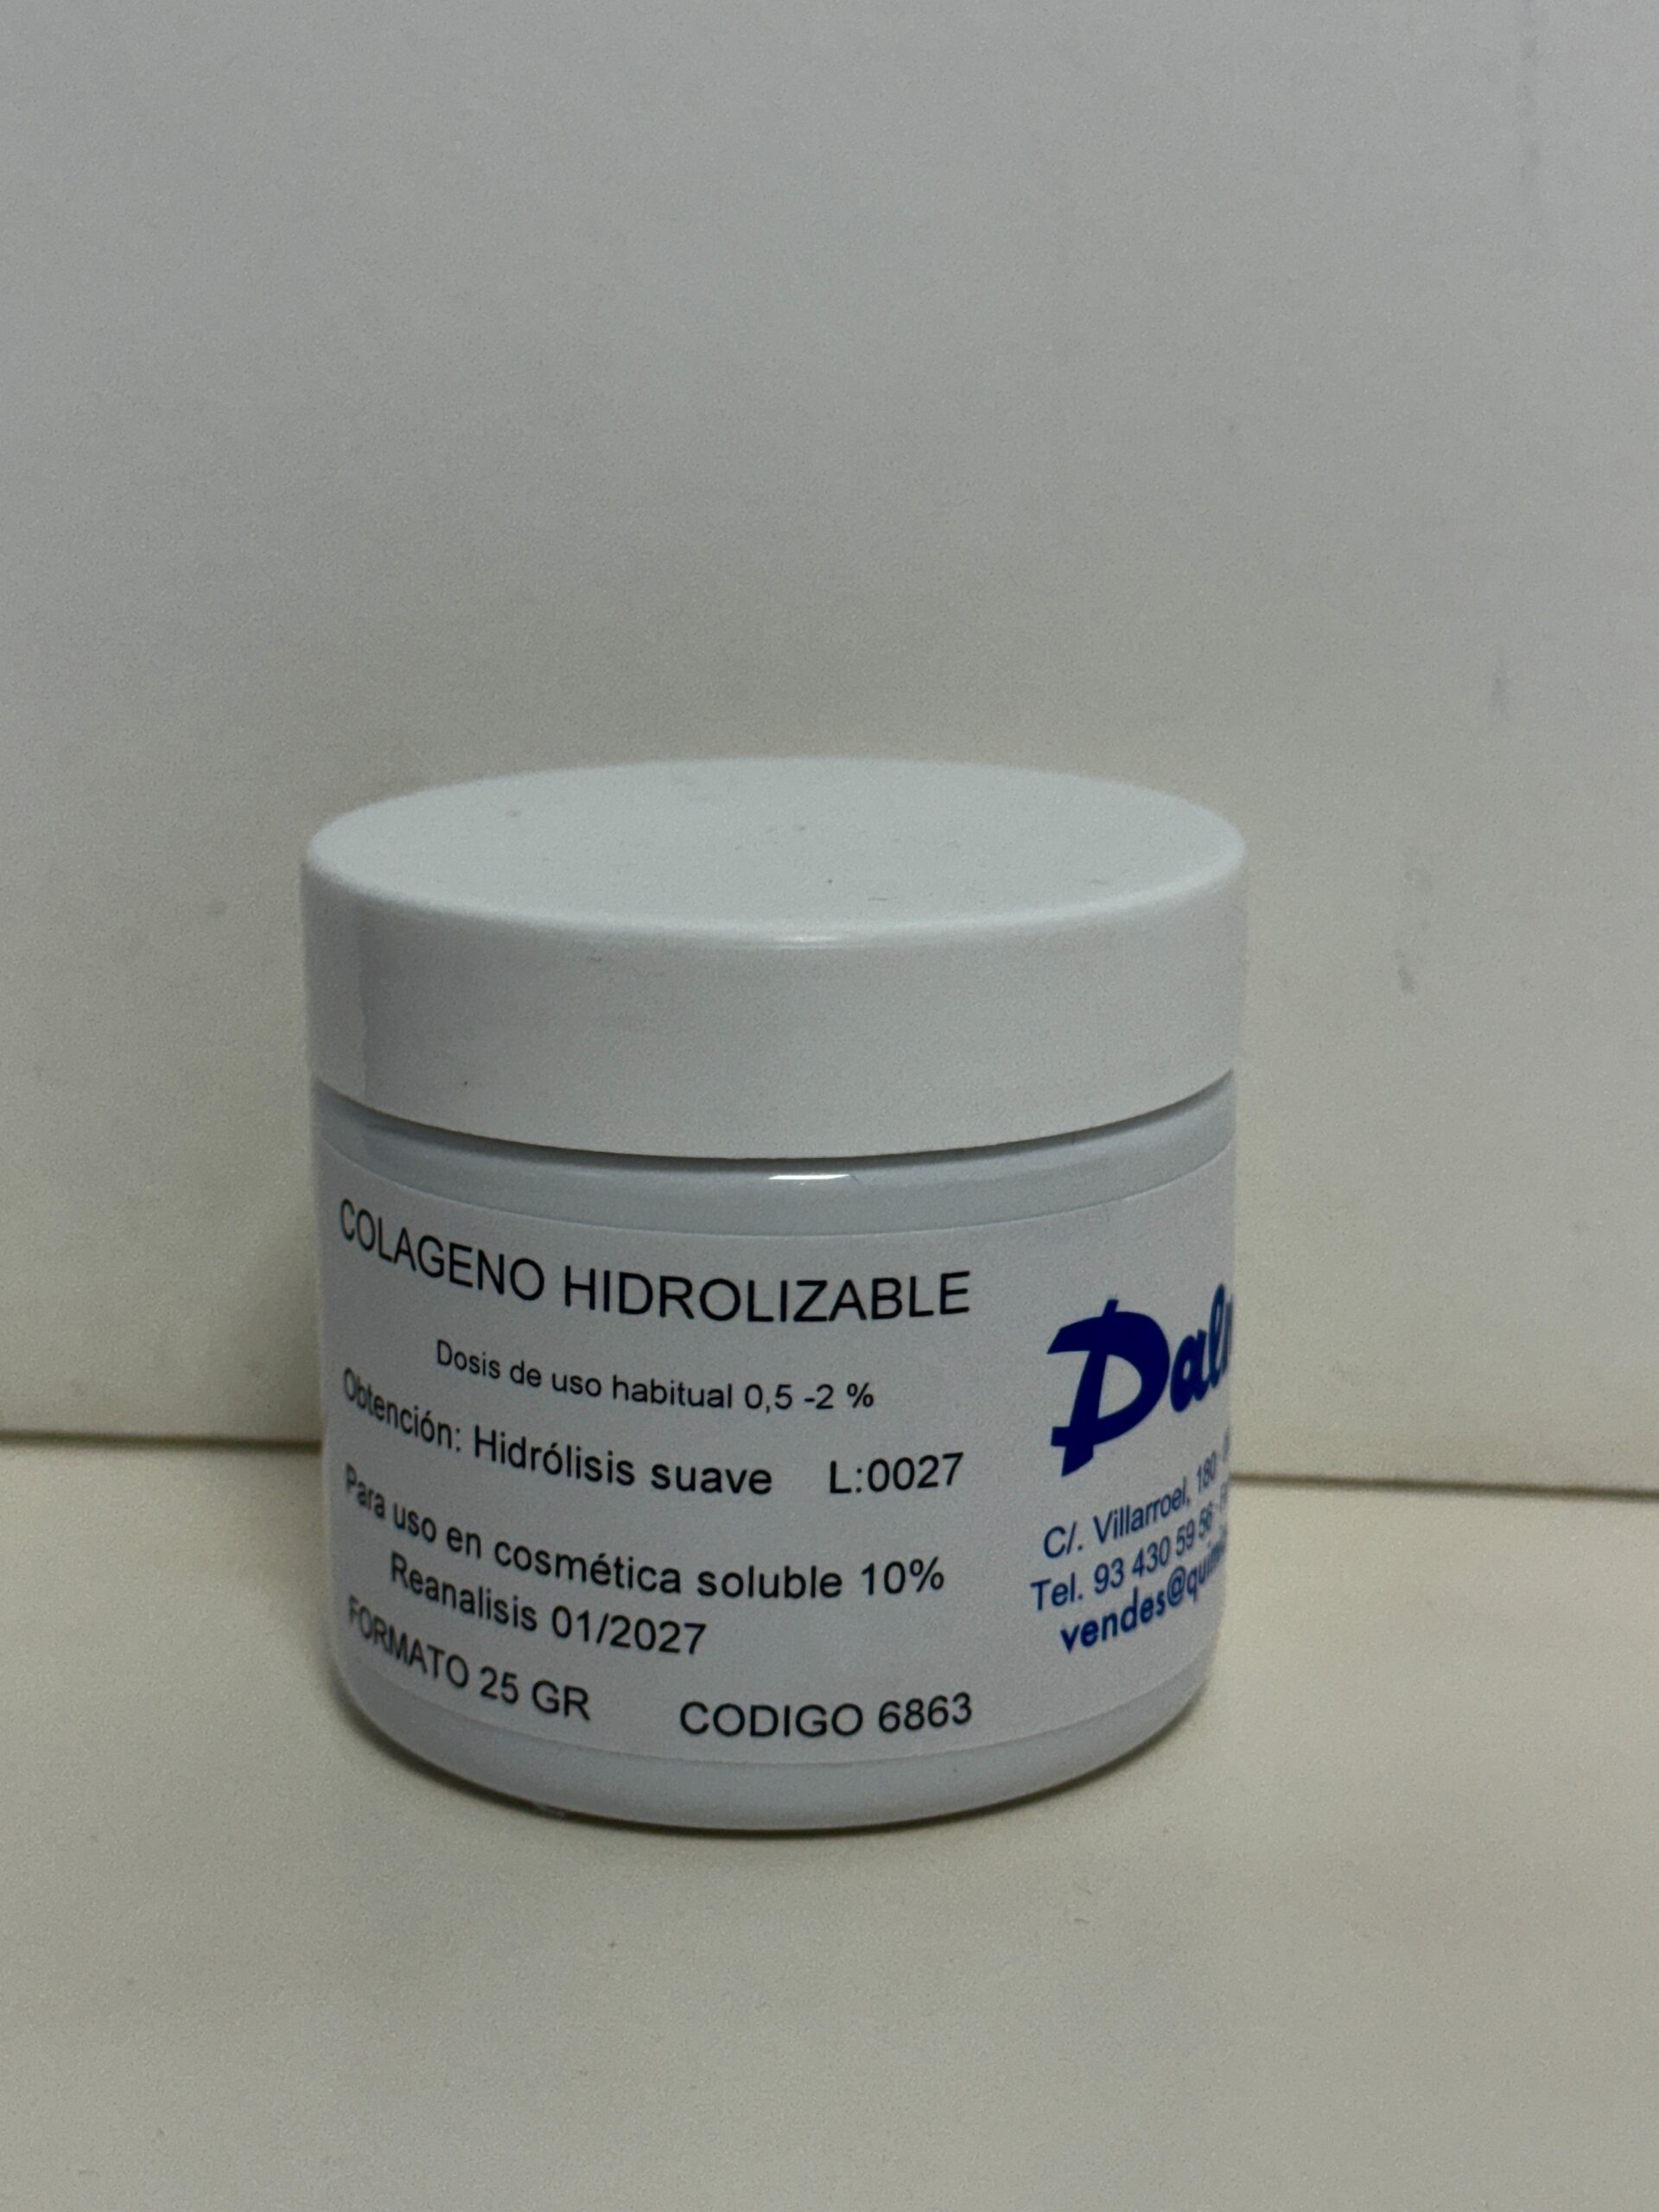 COLAGENO HIDROLIZABLE
Dosis de uso habitual 0,5 -2 %
Obtención: Hidrólisis suave L:0027
Para uso en cosmética soluble 10%
Reanalisis 01/2027
FORMATO 25 GR CODIGO 6863
C/. Villarroel, 180
Tel. 93 430 59 56